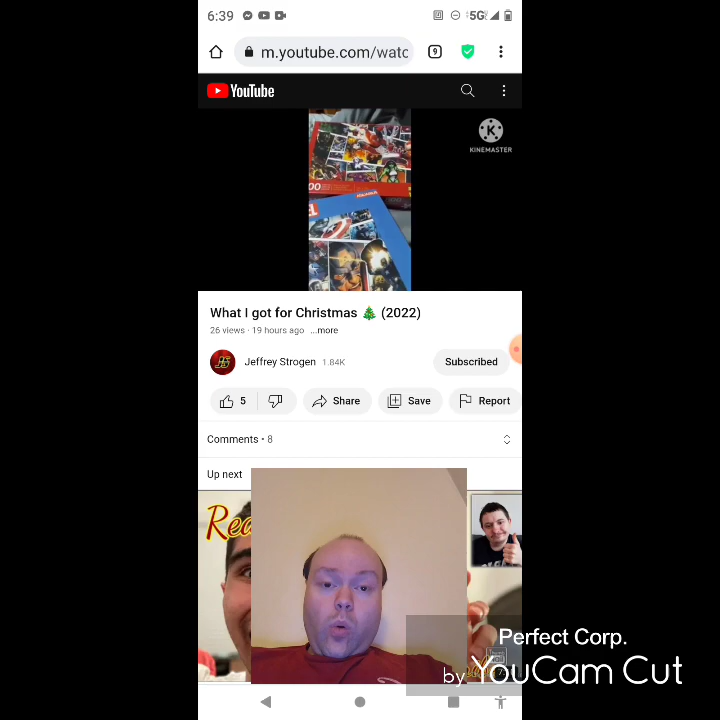 6:39
5G
m.youtube.com/watc
9
YouTube
KINEMASTER
What I got for Christmas 🎄 (2022)
26 views · 19 hours ago ...more
JS
Jeffrey Strogen 1.84K
Subscribed
5
Share
Save
Report
Comments • 8
Up next
Rea
Perfect Corp.
by YouCam Cut